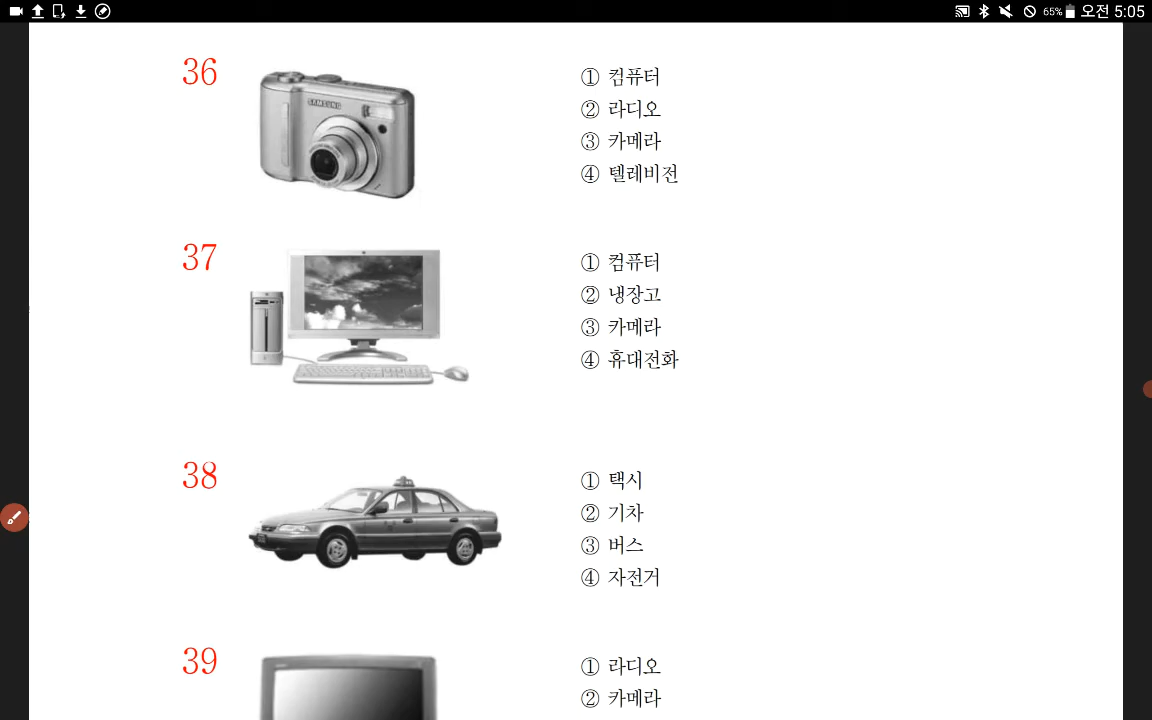 65% 오전 5:05
36
SAMSUNG
① 컴퓨터
② 라디오
③ 카메라
④ 텔레비전
37
① 컴퓨터
② 냉장고
③ 카메라
④ 휴대전화
38
① 택시
② 기차
③ 버스
④ 자전거
39
① 라디오
② 카메라